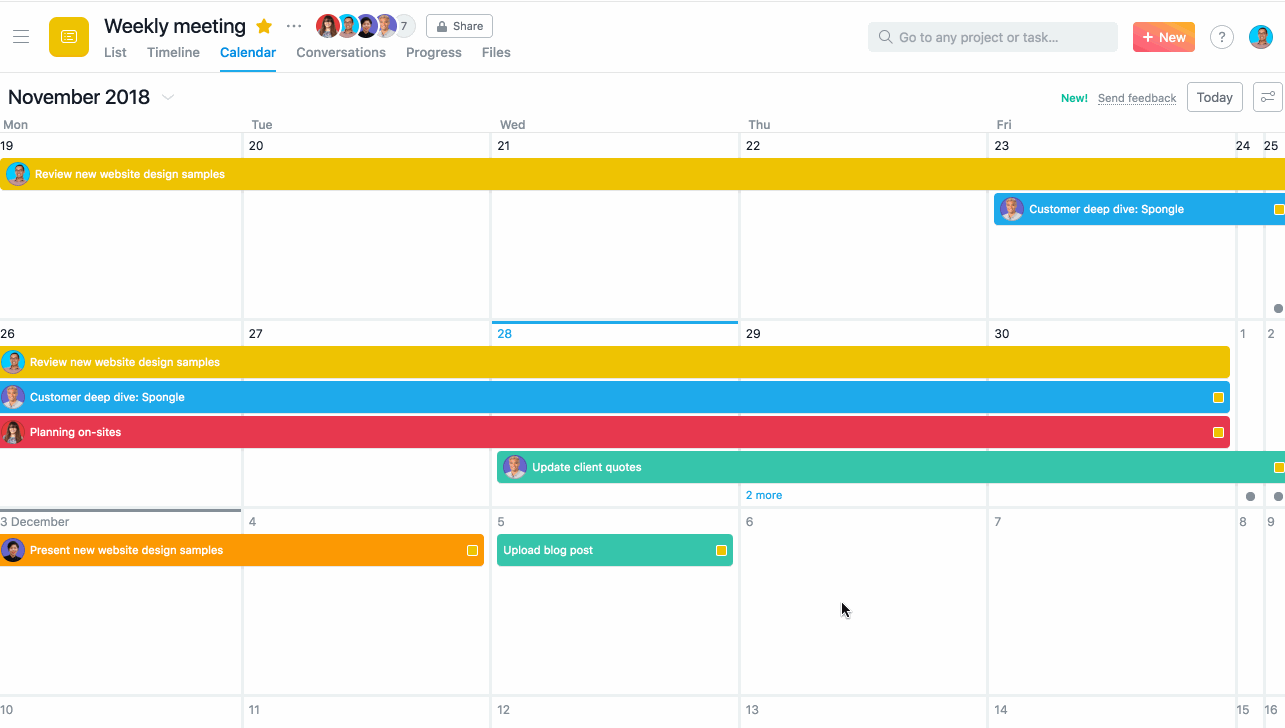 Weekly meeting
7
Share
List Timeline Calendar Conversations Progress Files
Go to any project or task...
+ New
?
November 2018
New! Send feedback Today
Mon Tue Wed Thu Fri
19 20 21 22 23 24 25
Review new website design samples
Customer deep dive: Spongle
26 27 28 29 30 1 2
Review new website design samples
Customer deep dive: Spongle
Planning on-sites
Update client quotes
2 more
3 December 4 5 6 7 8 9
Present new website design samples Upload blog post
10 11 12 13 14 15 16